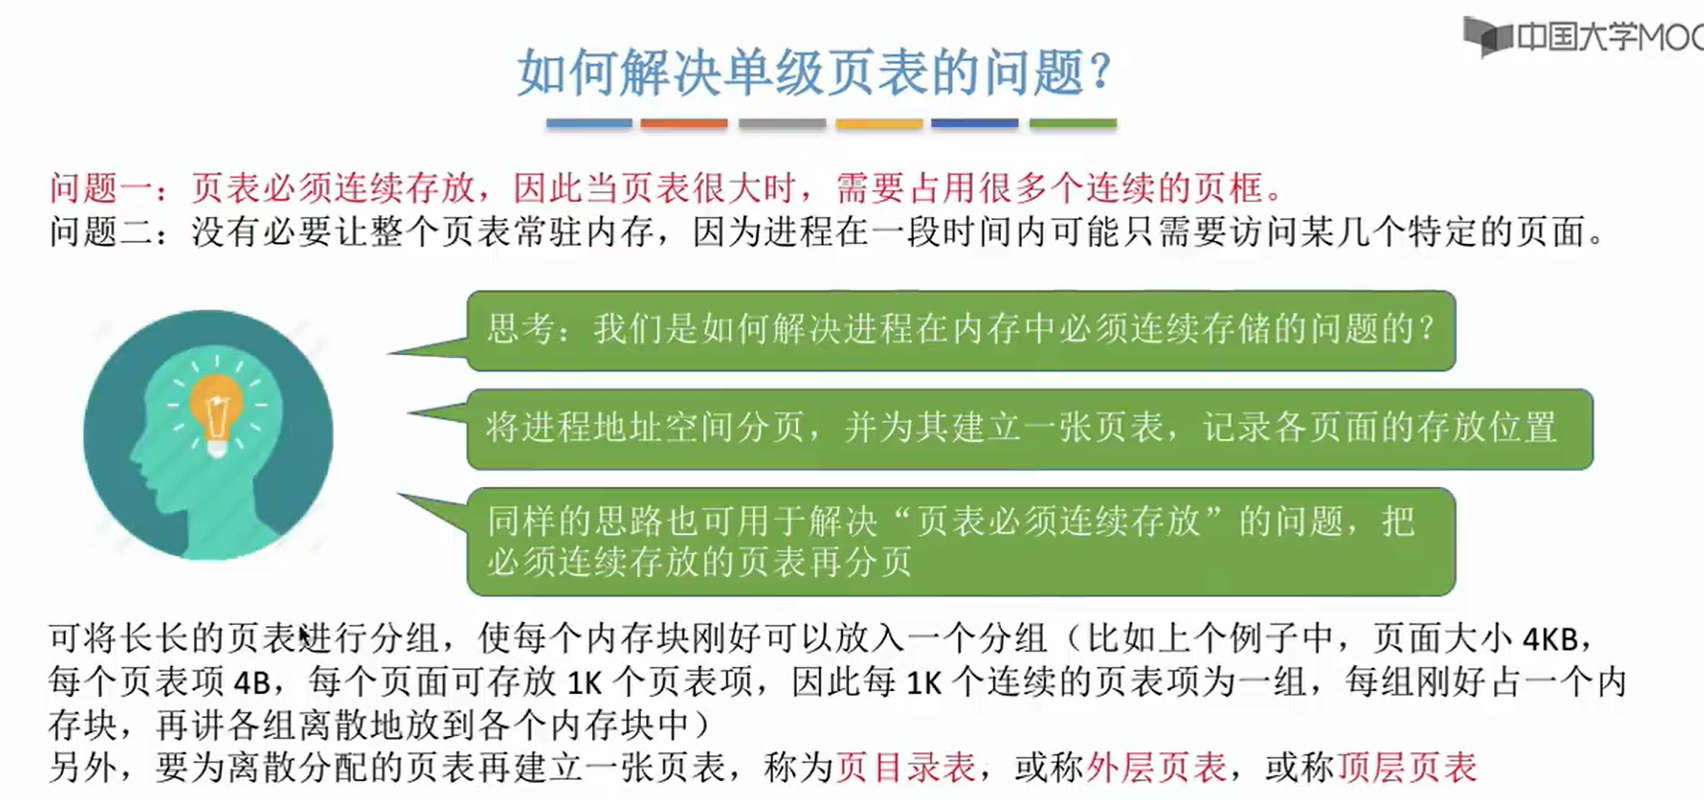 中国大学MOO
如何解决单级页表的问题？
问题一：页表必须连续存放，因此当页表很大时，需要占用很多个连续的页框。
问题二：没有必要让整个页表常驻内存，因为进程在一段时间内可能只需要访问某几个特定的页面。
思考：我们是如何解决进程在内存中必须连续存储的问题的？
将进程地址空间分页，并为其建立一张页表，记录各页面的存放位置
同样的思路也可用于解决“页表必须连续存放”的问题，把
必须连续存放的页表再分页
可将长长的页表进行分组，使每个内存块刚好可以放入一个分组（比如上个例子中，页面大小 4KB，
每个页表项 4B，每个页面可存放 1K 个页表项，因此每 1K 个连续的页表项为一组，每组刚好占一个内
存块，再讲各组离散地放到各个内存块中）
另外，要为离散分配的页表再建立一张页表，称为页目录表，或称外层页表，或称顶层页表